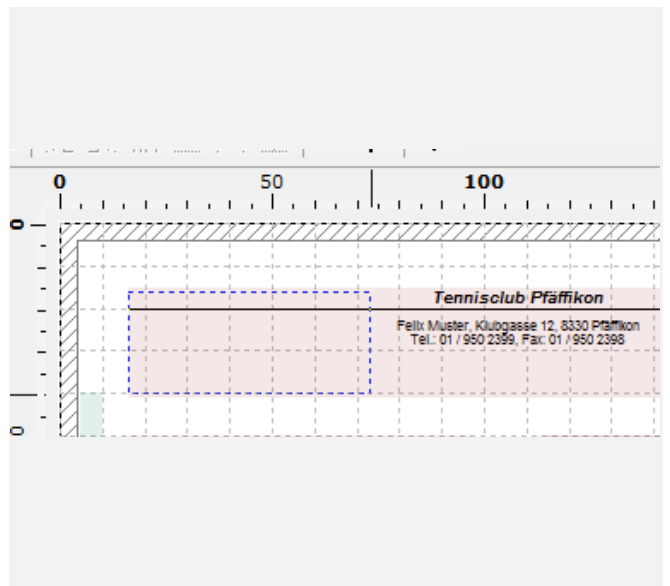 0 50 100
0
Tennisclub Pfäffikon
Felix Muster, Klubgasse 12, 8330 Pfäffikon
Tel.: 01 / 950 2399, Fax: 01 / 950 2398
0